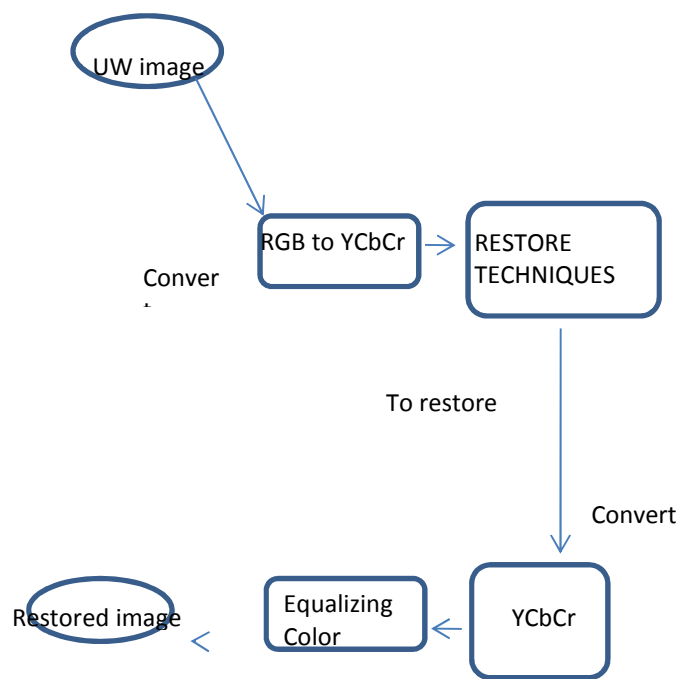 UW image
RGB to YCbCr
RESTORE
TECHNIQUES
Conver
t
To restore
Convert
YCbCr
Equalizing
Color
Restored image